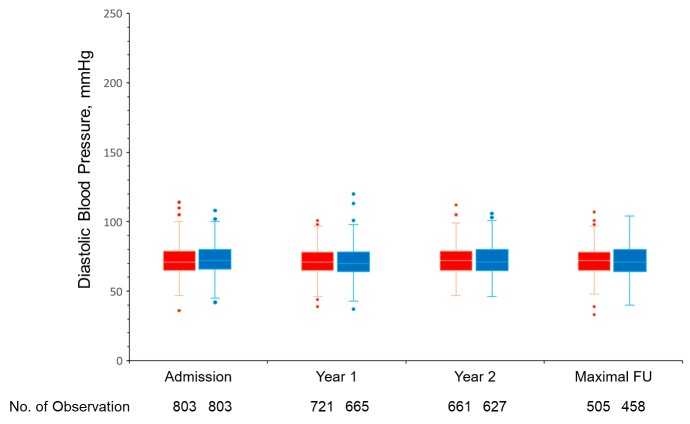 Diastolic Blood Pressure, mmHg
250
200
150
100
50
0
Admission Year 1 Year 2 Maximal FU
No. of Observation 803 803 721 665 661 627 505 458